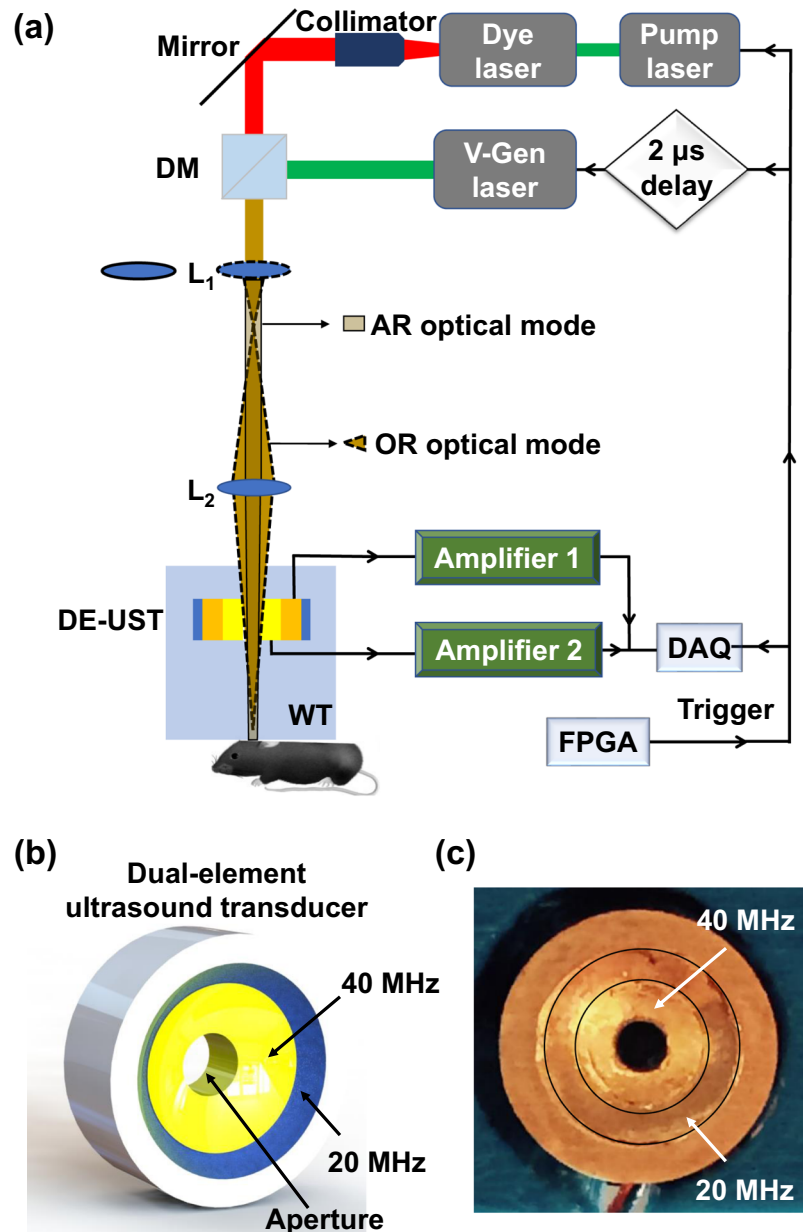 (a)
Collimator
Mirror
Dye
laser
Pump
laser
DM
V-Gen
laser
2 µs
delay
L1
AR optical mode
OR optical mode
L2
Amplifier 1
DE-UST
Amplifier 2
DAQ
WT
Trigger
FPGA
(b)
Dual-element
ultrasound transducer
40 MHz
20 MHz
Aperture
(c)
40 MHz
20 MHz